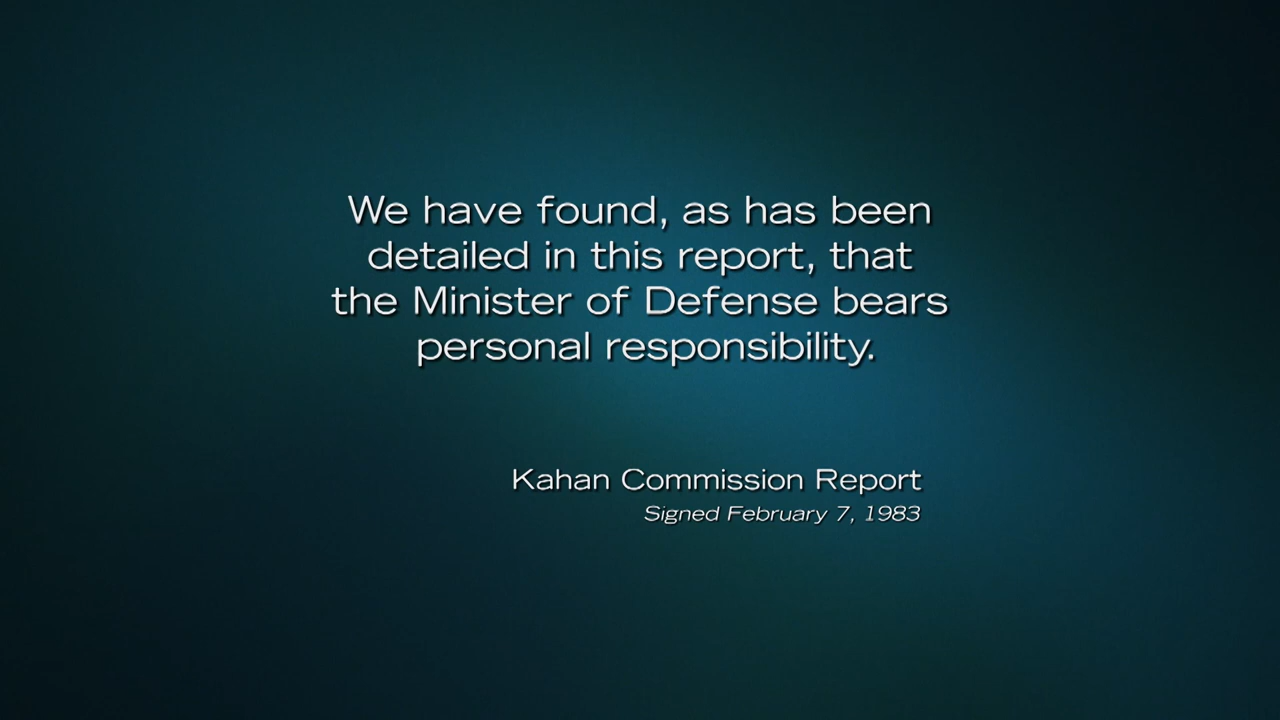 We have found, as has been
detailed in this report, that
the Minister of Defense bears
personal responsibility.
Kahan Commission Report
Signed February 7, 1983